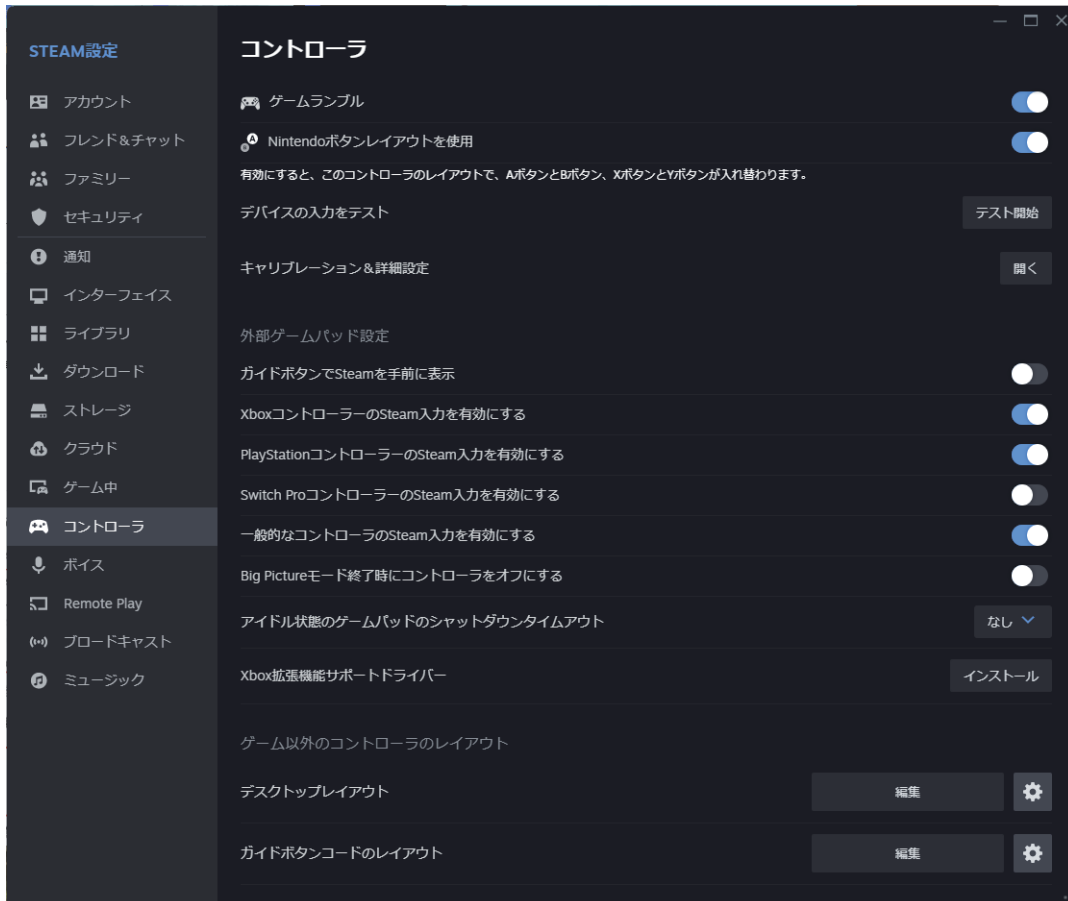 STEAM設定
アカウント
フレンド&チャット
ファミリー
セキュリティ
通知
インターフェイス
ライブラリ
ダウンロード
ストレージ
クラウド
ゲーム中
コントローラ
ボイス
Remote Play
ブロードキャスト
ミュージック
コントローラ
ゲームランブル
A Nintendoボタンレイアウトを使用
有効にすると、このコントローラのレイアウトで、AボタンとBボタン、XボタンとYボタンが入れ替わります。
デバイスの入力をテスト テスト開始
キャリブレーション&詳細設定 開く
外部ゲームパッド設定
ガイドボタンでSteamを手前に表示
XboxコントローラーのSteam入力を有効にする
PlayStationコントローラーのSteam入力を有効にする
Switch ProコントローラーのSteam入力を有効にする
一般的なコントローラのSteam入力を有効にする
Big Pictureモード終了時にコントローラをオフにする
アイドル状態のゲームパッドのシャットダウンタイムアウト なし
Xbox拡張機能サポートドライバー インストール
ゲーム以外のコントローラのレイアウト
デスクトップレイアウト 編集
ガイドボタンコードのレイアウト 編集